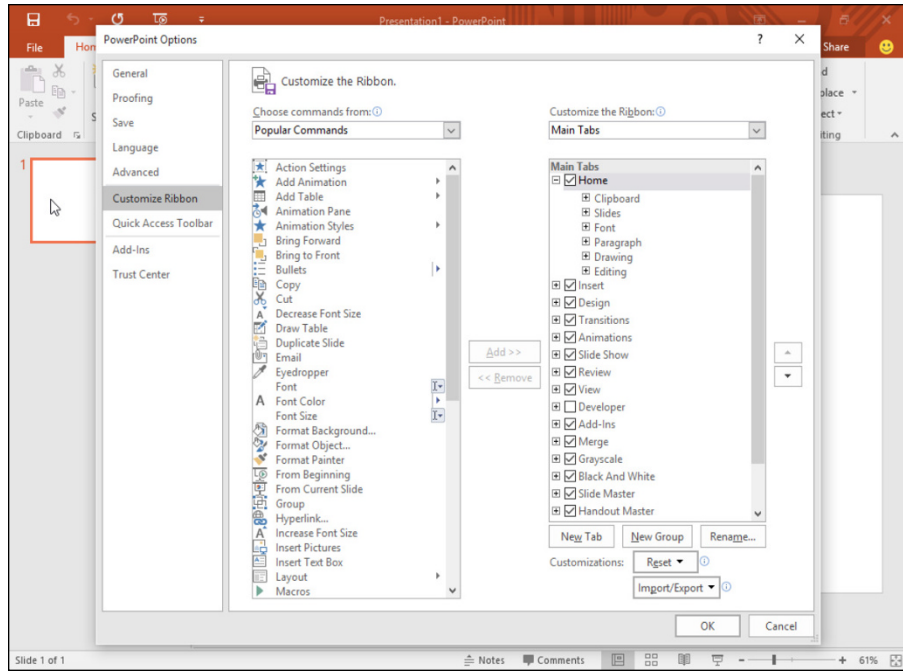 Presentation1 - PowerPoint
File
Share
Paste
Clipboard
PowerPoint Options
?
General
Proofing
Save
Language
Advanced
Customize Ribbon
Quick Access Toolbar
Add-Ins
Trust Center
Customize the Ribbon.
Choose commands from:
Popular Commands
Action Settings
Add Animation
Add Table
Animation Pane
Animation Styles
Bring Forward
Bring to Front
Bullets
Copy
Cut
Decrease Font Size
Draw Table
Duplicate Slide
Email
Eyedropper
Font
Font Color
Font Size
Format Background...
Format Object...
Format Painter
From Beginning
From Current Slide
Group
Hyperlink...
Increase Font Size
Insert Pictures
Insert Text Box
Layout
Macros
Add >>
<< Remove
Customize the Ribbon:
Main Tabs
Main Tabs
Home
Clipboard
Slides
Font
Paragraph
Drawing
Editing
Insert
Design
Transitions
Animations
Slide Show
Review
View
Developer
Add-Ins
Merge
Grayscale
Black And White
Slide Master
Handout Master
New Tab
New Group
Rename...
Customizations:
Reset
Import/Export
OK
Cancel
1
Slide 1 of 1
Notes
Comments
61%